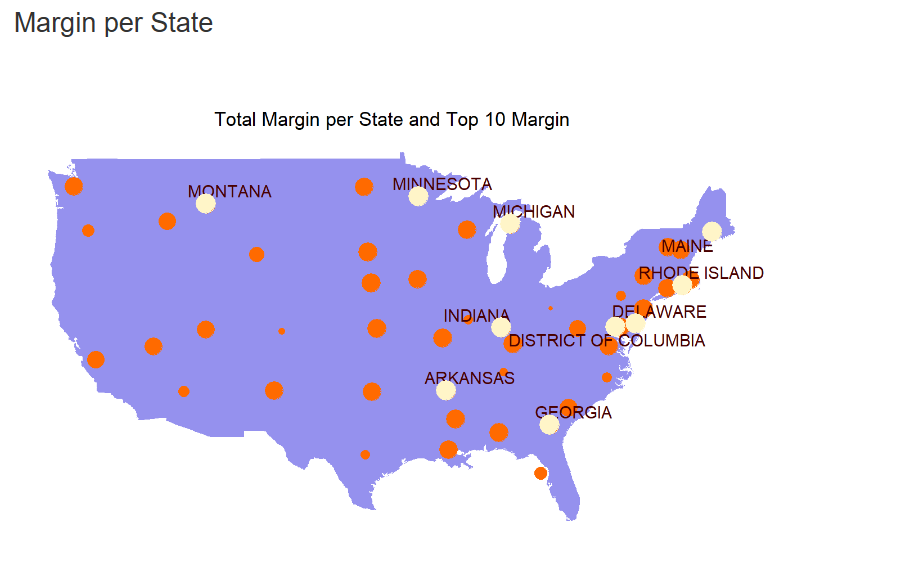 Margin per State
Total Margin per State and Top 10 Margin
MONTANA
MINNESOTA
MICHIGAN
MAINE
RHODE ISLAND
DELAWARE
INDIANA
DISTRICT OF COLUMBIA
ARKANSAS
GEORGIA